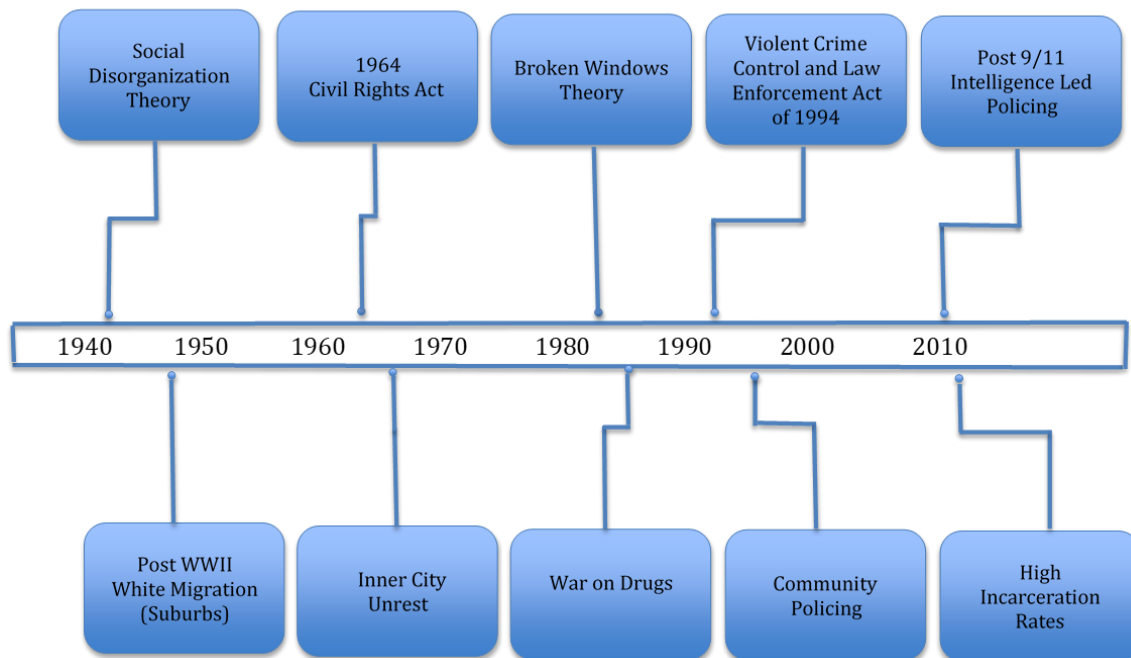 Social
Disorganization
Theory
1964
Civil Rights Act
Broken Windows
Theory
Violent Crime
Control and Law
Enforcement Act
of 1994
Post 9/11
Intelligence Led
Policing
1940 1950 1960 1970 1980 1990 2000 2010
Post WWII
White Migration
(Suburbs)
Inner City
Unrest
War on Drugs
Community
Policing
High
Incarceration
Rates